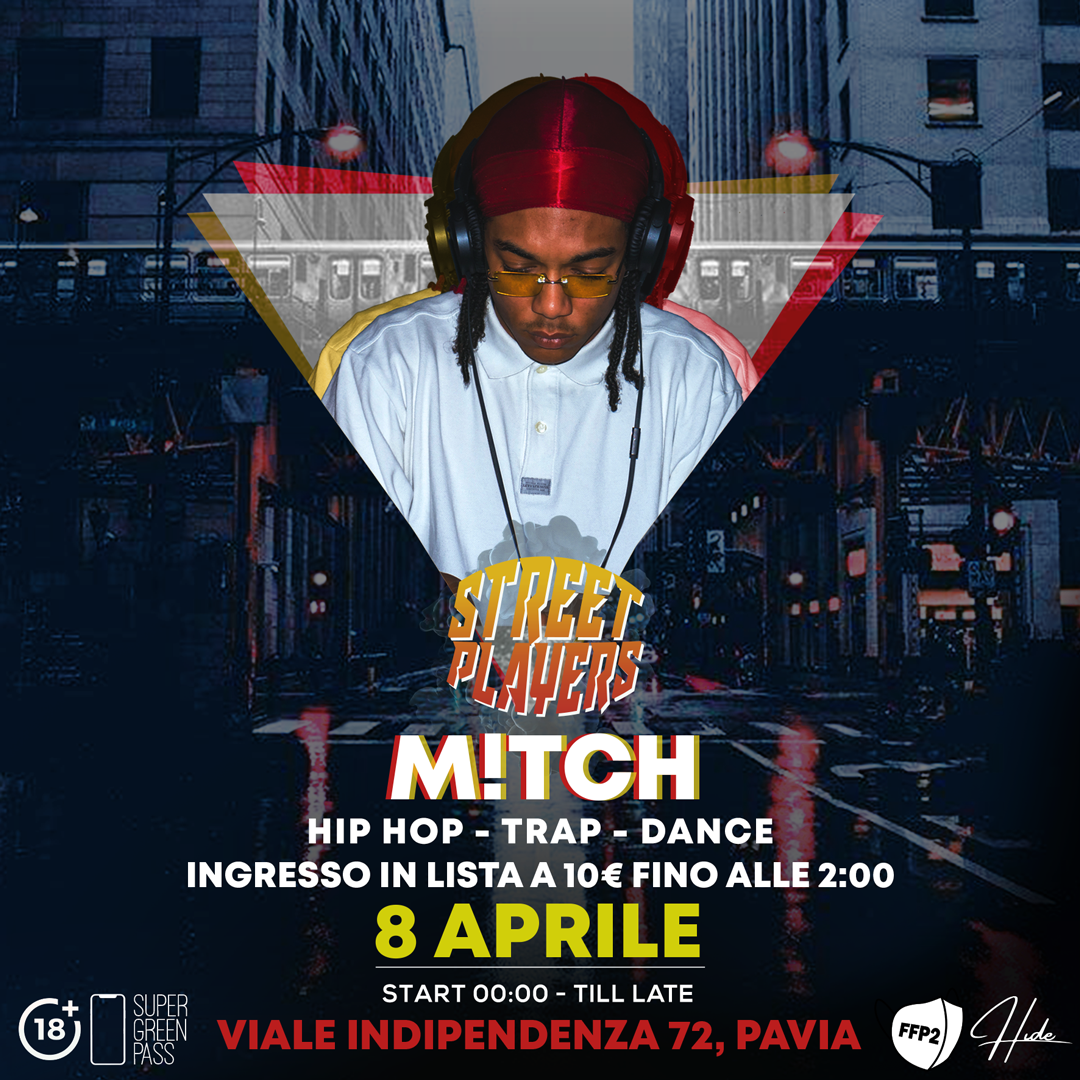 STREET
PLAYERS
M!TCH
HIP HOP - TRAP - DANCE
INGRESSO IN LISTA A 10€ FINO ALLE 2:00
8 APRILE
START 00:00 - TILL LATE
VIALE INDIPENDENZA 72, PAVIA
18+
SUPER
GREEN
PASS
FFP2
Hide